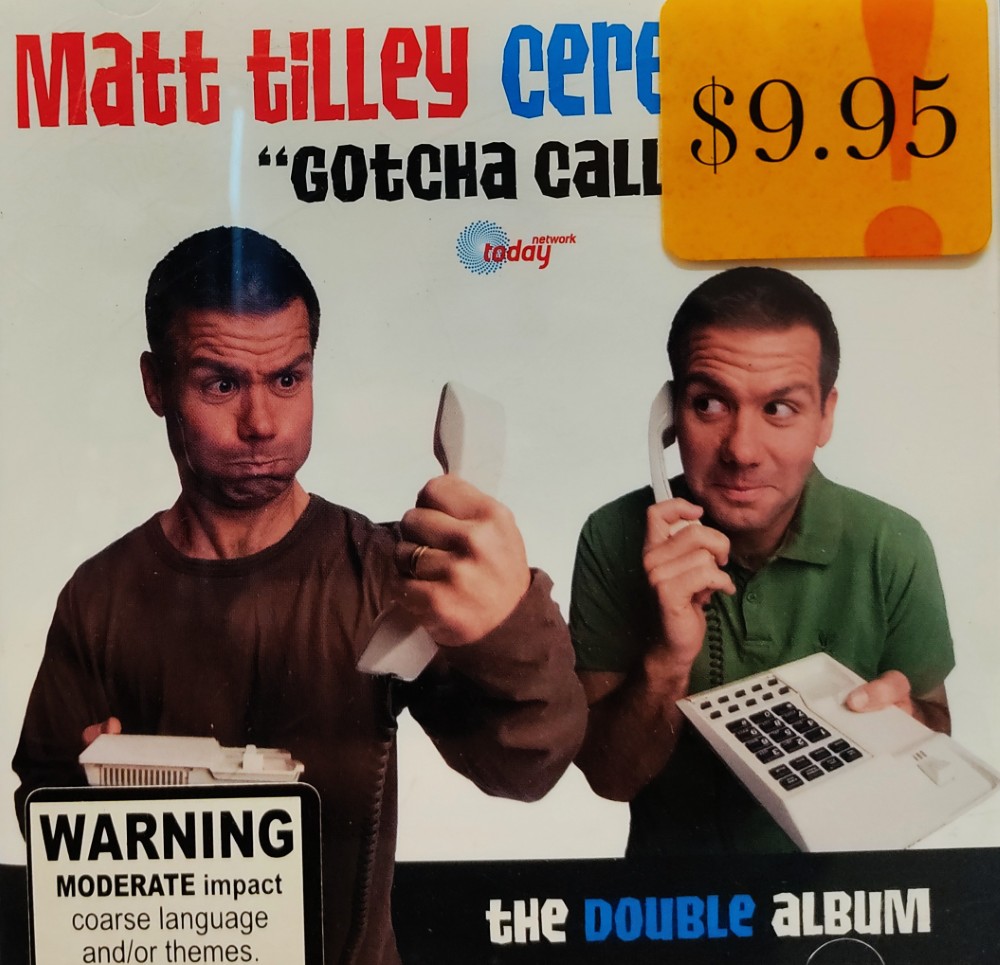 Matt Tilley Cere
$9.95
"Gotcha Call
today network
WARNING
MODERATE impact
coarse language
and/or themes.
the DOUBLE ALBUM